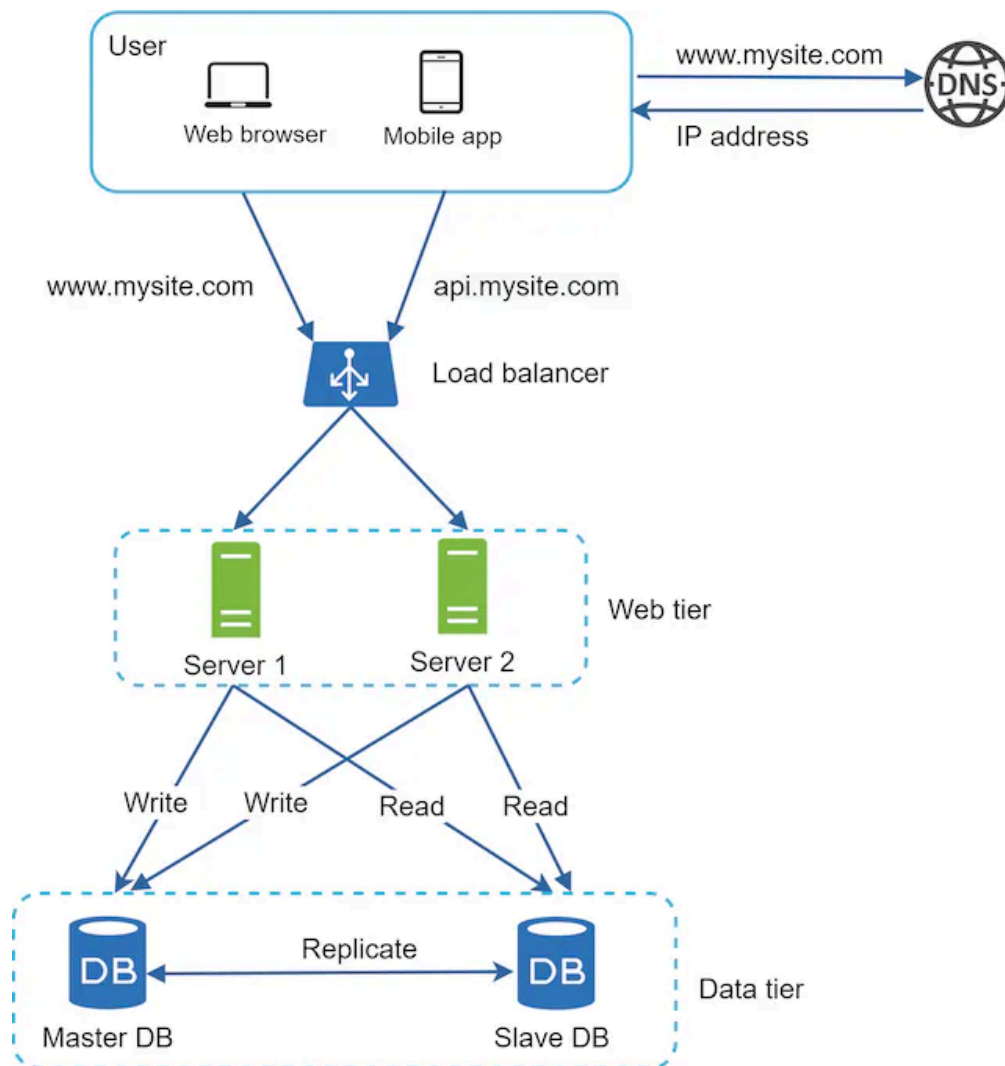 User
www.mysite.com
DNS
Web browser
Mobile app
IP address
www.mysite.com
api.mysite.com
Load balancer
Web tier
Server 1
Server 2
Write
Write
Read
Read
Replicate
DB
DB
Data tier
Master DB
Slave DB